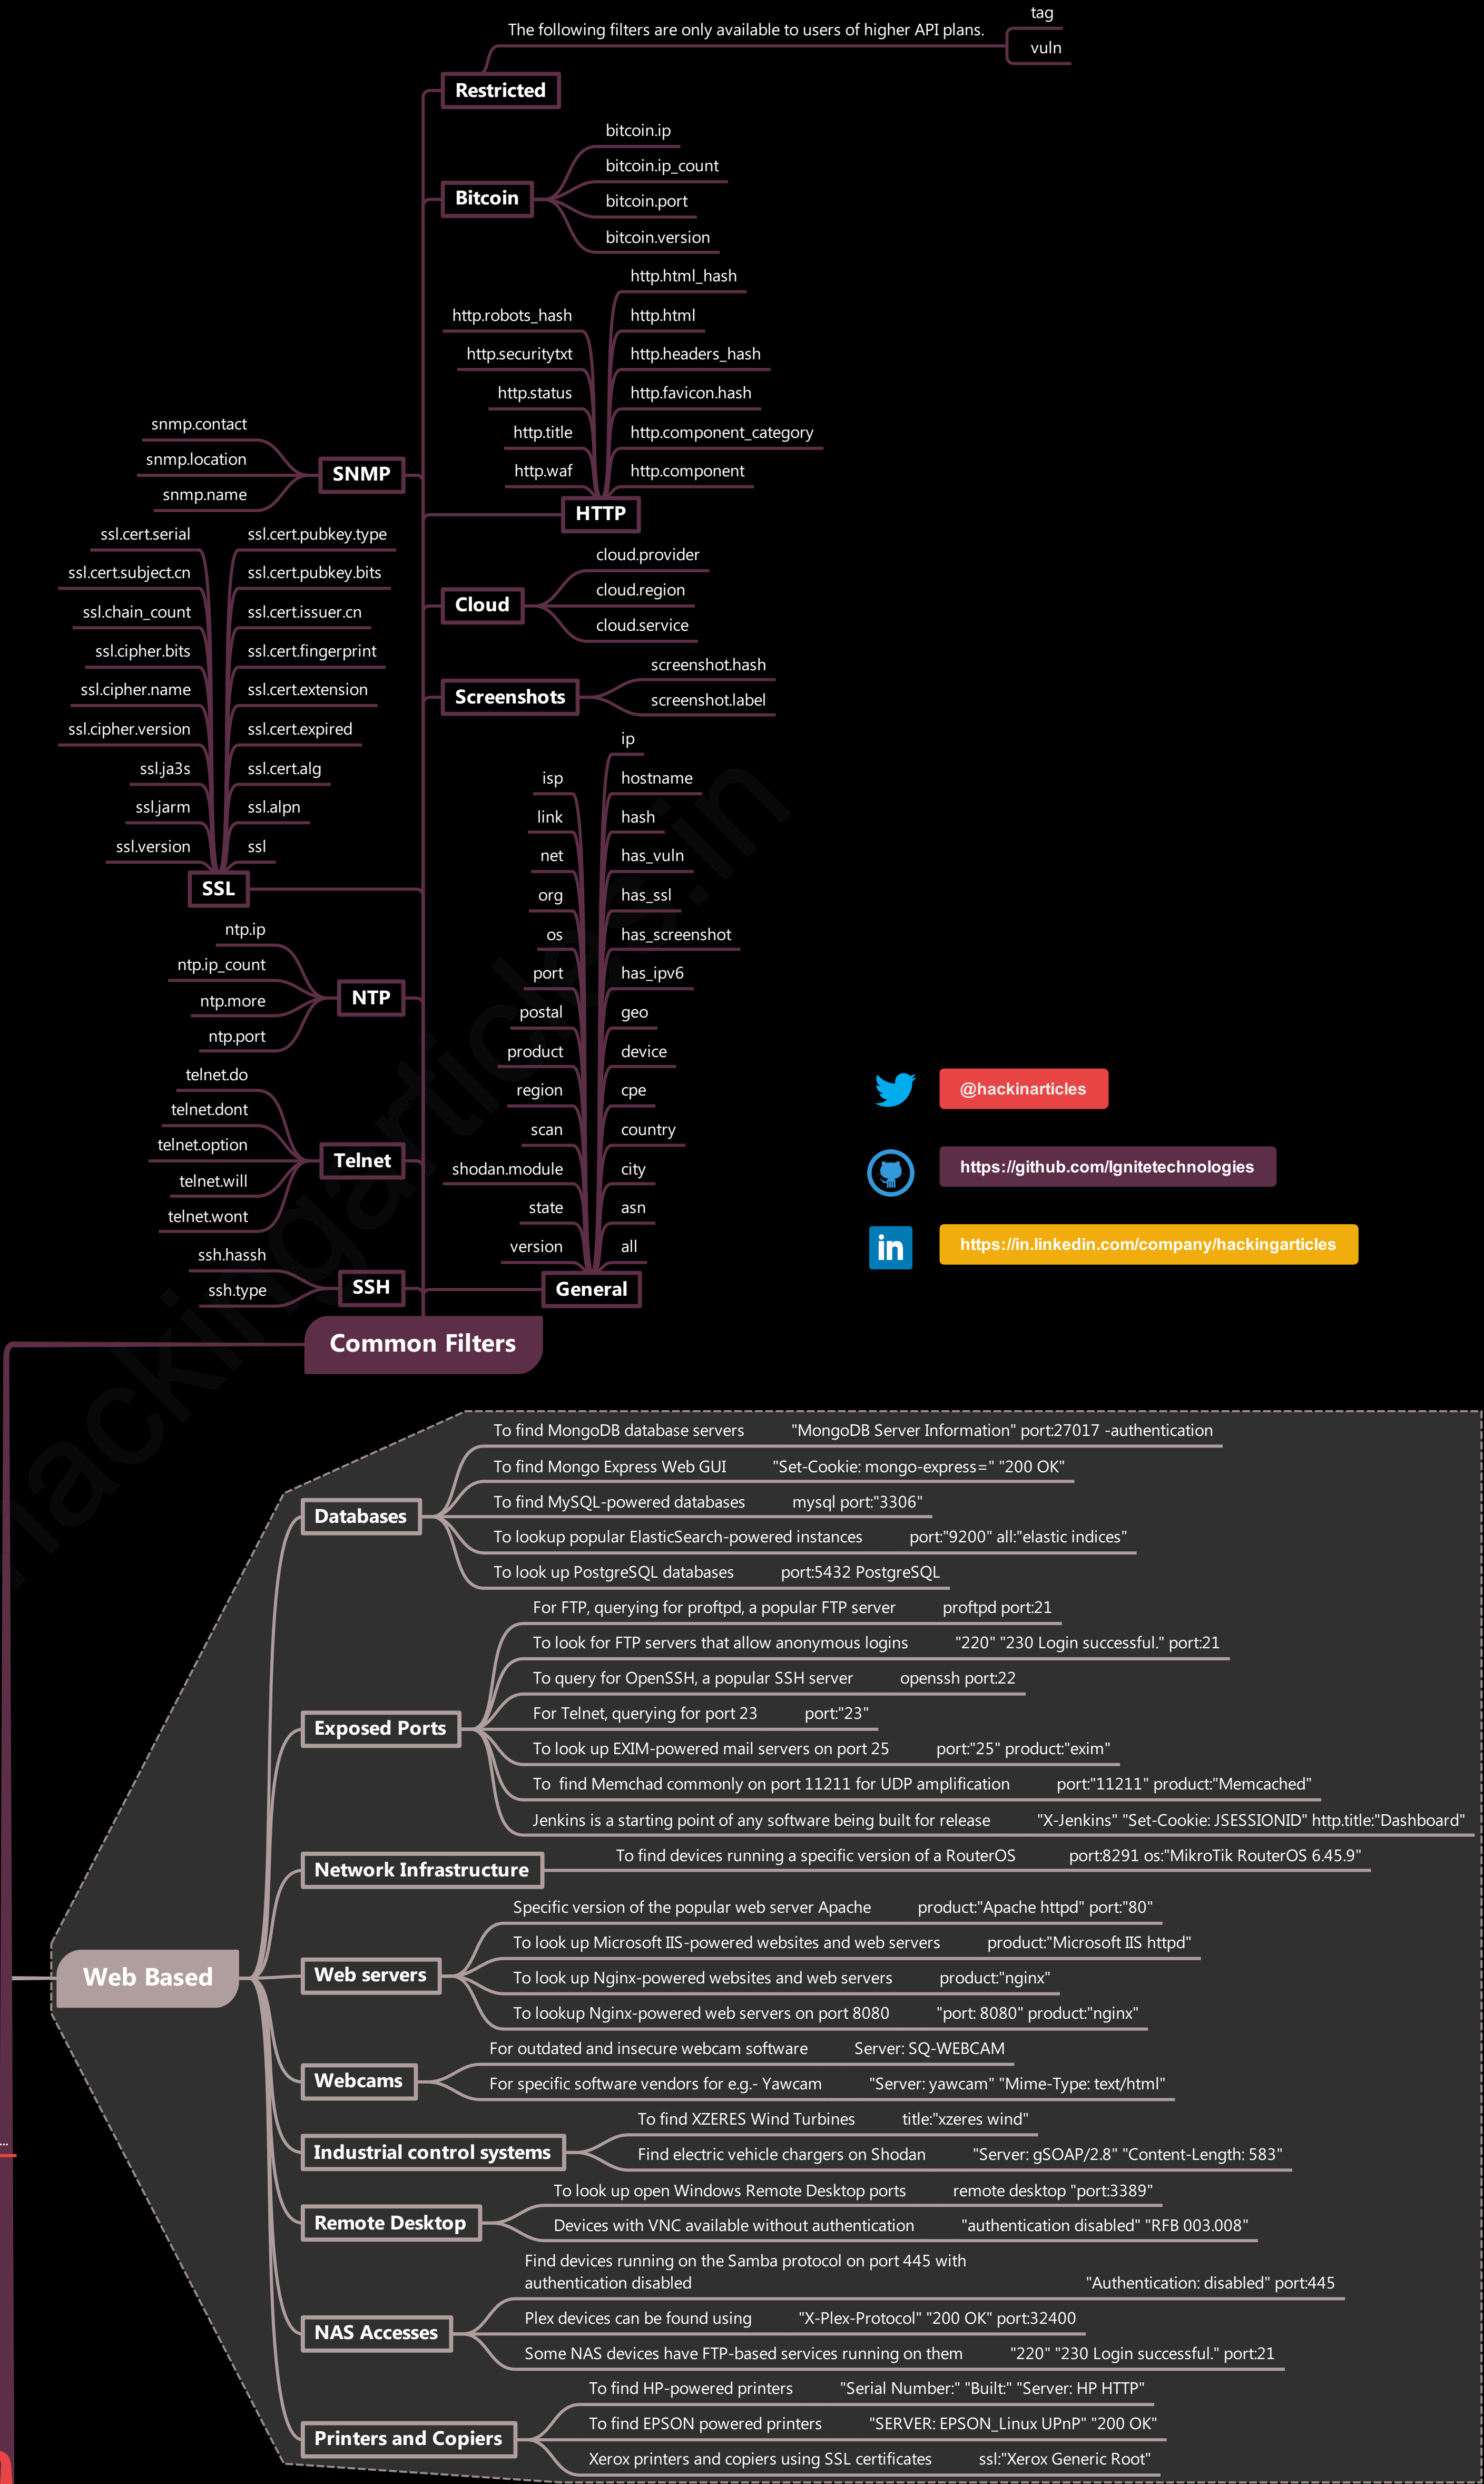 The following filters are only available to users of higher API plans.
tag
vuln
Restricted
bitcoin.ip
bitcoin.ip_count
bitcoin.port
bitcoin.version
Bitcoin
http.html_hash
http.robots_hash
http.html
http.securitytxt
http.headers_hash
http.status
http.favicon.hash
http.title
http.component_category
http.waf
http.component
HTTP
snmp.contact
snmp.location
snmp.name
SNMP
cloud.provider
cloud.region
cloud.service
Cloud
ssl.cert.serial
ssl.cert.pubkey.type
ssl.cert.subject.cn
ssl.cert.pubkey.bits
ssl.chain_count
ssl.cert.issuer.cn
ssl.cipher.bits
ssl.cert.fingerprint
ssl.cipher.name
ssl.cert.extension
ssl.cipher.version
ssl.cert.expired
ssl.ja3s
ssl.cert.alg
ssl.jarm
ssl.alpn
ssl.version
ssl
SSL
screenshot.hash
screenshot.label
Screenshots
ip
isp
hostname
link
hash
net
has_vuln
org
has_ssl
os
has_screenshot
port
has_ipv6
postal
geo
product
device
region
cpe
scan
country
shodan.module
city
state
asn
version
all
General
ntp.ip
ntp.ip_count
ntp.more
ntp.port
NTP
telnet.do
telnet.dont
telnet.option
telnet.will
telnet.wont
Telnet
ssh.hassh
ssh.type
SSH
Common Filters
@hackinarticles
https://github.com/Ignitetechnologies
in
https://in.linkedin.com/company/hackingarticles
hackingarticles.in
Databases
To find MongoDB database servers "MongoDB Server Information" port:27017 -authentication
To find Mongo Express Web GUI "Set-Cookie: mongo-express=" "200 OK"
To find MySQL-powered databases mysql port:"3306"
To lookup popular ElasticSearch-powered instances port:"9200" all:"elastic indices"
To look up PostgreSQL databases port:5432 PostgreSQL
Exposed Ports
For FTP, querying for proftpd, a popular FTP server proftpd port:21
To look for FTP servers that allow anonymous logins "220" "230 Login successful." port:21
To query for OpenSSH, a popular SSH server openssh port:22
For Telnet, querying for port 23 port:"23"
To look up EXIM-powered mail servers on port 25 port:"25" product:"exim"
To  find Memchad commonly on port 11211 for UDP amplification port:"11211" product:"Memcached"
Jenkins is a starting point of any software being built for release "X-Jenkins" "Set-Cookie: JSESSIONID" http.title:"Dashboard"
Network Infrastructure
To find devices running a specific version of a RouterOS port:8291 os:"MikroTik RouterOS 6.45.9"
Web Based
Web servers
Specific version of the popular web server Apache product:"Apache httpd" port:"80"
To look up Microsoft IIS-powered websites and web servers product:"Microsoft IIS httpd"
To look up Nginx-powered websites and web servers product:"nginx"
To lookup Nginx-powered web servers on port 8080 "port: 8080" product:"nginx"
Webcams
For outdated and insecure webcam software Server: SQ-WEBCAM
For specific software vendors for e.g.- Yawcam "Server: yawcam" "Mime-Type: text/html"
Industrial control systems
To find XZERES Wind Turbines title:"xzeres wind"
Find electric vehicle chargers on Shodan "Server: gSOAP/2.8" "Content-Length: 583"
Remote Desktop
To look up open Windows Remote Desktop ports remote desktop "port:3389"
Devices with VNC available without authentication "authentication disabled" "RFB 003.008"
NAS Accesses
Find devices running on the Samba protocol on port 445 with
authentication disabled "Authentication: disabled" port:445
Plex devices can be found using "X-Plex-Protocol" "200 OK" port:32400
Some NAS devices have FTP-based services running on them "220" "230 Login successful." port:21
Printers and Copiers
To find HP-powered printers "Serial Number:" "Built:" "Server: HP HTTP"
To find EPSON powered printers "SERVER: EPSON_Linux UPnP" "200 OK"
Xerox printers and copiers using SSL certificates ssl:"Xerox Generic Root"